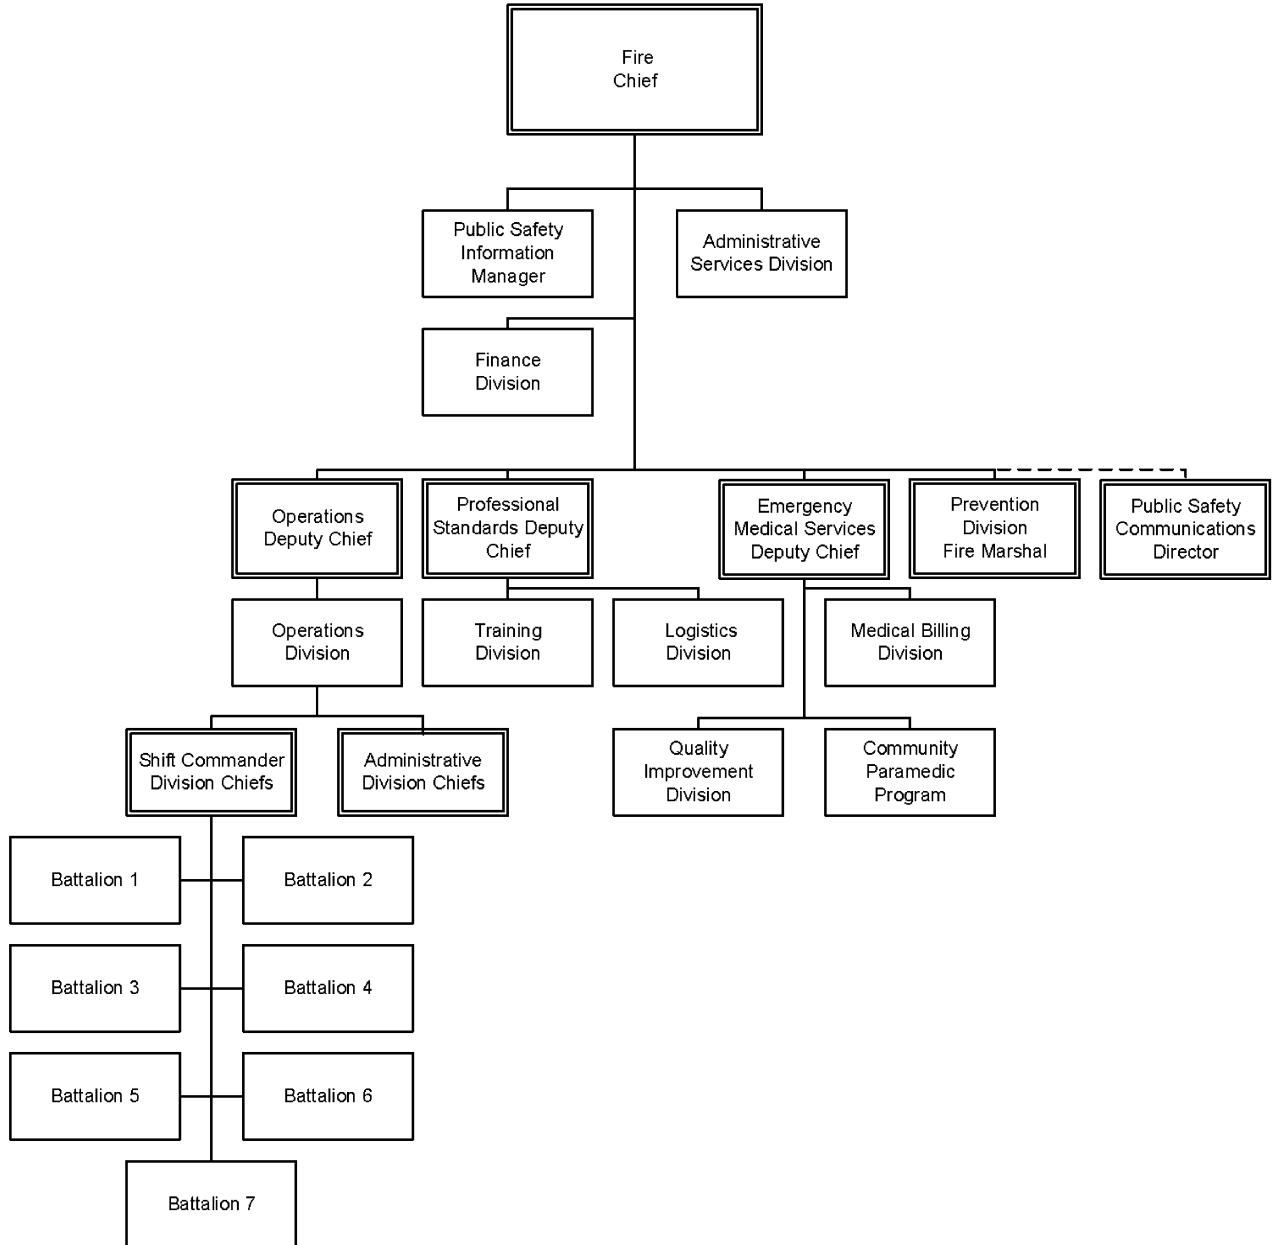 Fire
Chief
Public Safety
Information
Manager
Administrative
Services Division
Finance
Division
Operations
Deputy Chief
Professional
Standards Deputy
Chief
Emergency
Medical Services
Deputy Chief
Prevention
Division
Fire Marshal
Public Safety
Communications
Director
Operations
Division
Training
Division
Logistics
Division
Medical Billing
Division
Shift Commander
Division Chiefs
Administrative
Division Chiefs
Quality
Improvement
Division
Community
Paramedic
Program
Battalion 1
Battalion 2
Battalion 3
Battalion 4
Battalion 5
Battalion 6
Battalion 7